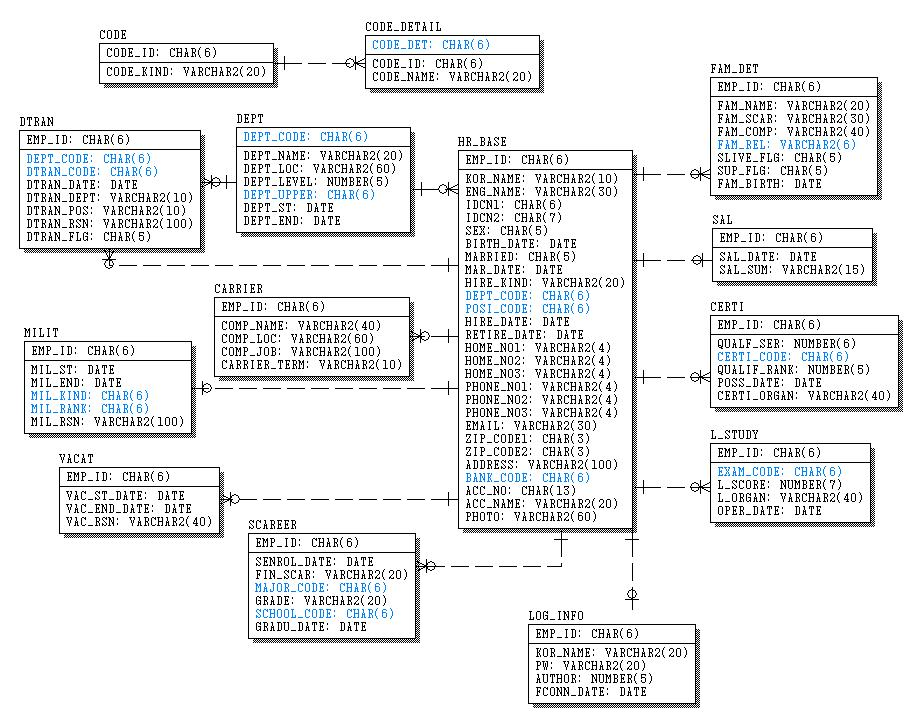 CODE
CODE_ID: CHAR(6)
CODE_KIND: VARCHAR2(20)
CODE_DETAIL
CODE_DET: CHAR(6)
CODE_ID: CHAR(6)
CODE_NAME: VARCHAR2(20)
DTRAN
EMP_ID: CHAR(6)
DEPT_CODE: CHAR(6)
DTRAN_CODE: CHAR(6)
DTRAN_DATE: DATE
DTRAN_DEPT: VARCHAR2(10)
DTRAN_POS: VARCHAR2(10)
DTRAN_RSN: VARCHAR2(100)
DTRAN_FLG: CHAR(5)
DEPT
DEPT_CODE: CHAR(6)
DEPT_NAME: VARCHAR2(20)
DEPT_LOC: VARCHAR2(60)
DEPT_LEVEL: NUMBER(5)
DEPT_UPPER: CHAR(6)
DEPT_ST: DATE
DEPT_END: DATE
HR_BASE
EMP_ID: CHAR(6)
KOR_NAME: VARCHAR2(10)
ENG_NAME: VARCHAR2(30)
IDCN1: CHAR(6)
IDCN2: CHAR(7)
SEX: CHAR(5)
BIRTH_DATE: DATE
MARRIED: CHAR(5)
MAR_DATE: DATE
HIRE_KIND: VARCHAR2(20)
DEPT_CODE: CHAR(6)
POSI_CODE: CHAR(6)
HIRE_DATE: DATE
RETIRE_DATE: DATE
HOME_NO1: VARCHAR2(4)
HOME_NO2: VARCHAR2(4)
HOME_NO3: VARCHAR2(4)
PHONE_NO1: VARCHAR2(4)
PHONE_NO2: VARCHAR2(4)
PHONE_NO3: VARCHAR2(4)
EMAIL: VARCHAR2(30)
ZIP_CODE1: CHAR(3)
ZIP_CODE2: CHAR(3)
ADDRESS: VARCHAR2(100)
BANK_CODE: CHAR(6)
ACC_NO: CHAR(13)
ACC_NAME: VARCHAR2(20)
PHOTO: VARCHAR2(60)
FAM_DET
EMP_ID: CHAR(6)
FAM_NAME: VARCHAR2(20)
FAM_SCAR: VARCHAR2(30)
FAM_COMP: VARCHAR2(40)
FAM_REL: VARCHAR2(6)
SLIVE_FLG: CHAR(5)
SUP_FLG: CHAR(5)
FAM_BIRTH: DATE
SAL
EMP_ID: CHAR(6)
SAL_DATE: DATE
SAL_SUM: VARCHAR2(15)
CARRIER
EMP_ID: CHAR(6)
COMP_NAME: VARCHAR2(40)
COMP_LOC: VARCHAR2(60)
COMP_JOB: VARCHAR2(100)
CARRIER_TERM: VARCHAR2(10)
CERTI
EMP_ID: CHAR(6)
QUALF_SER: NUMBER(6)
CERTI_CODE: CHAR(6)
QUALIF_RANK: NUMBER(5)
POSS_DATE: DATE
CERTI_ORGAN: VARCHAR2(40)
MILIT
EMP_ID: CHAR(6)
MIL_ST: DATE
MIL_END: DATE
MIL_KIND: CHAR(6)
MIL_RANK: CHAR(6)
MIL_RSN: VARCHAR2(100)
L_STUDY
EMP_ID: CHAR(6)
EXAM_CODE: CHAR(6)
L_SCORE: NUMBER(7)
L_ORGAN: VARCHAR2(40)
OPER_DATE: DATE
VACAT
EMP_ID: CHAR(6)
VAC_ST_DATE: DATE
VAC_END_DATE: DATE
VAC_RSN: VARCHAR2(40)
SCAREER
EMP_ID: CHAR(6)
SENROL_DATE: DATE
FIN_SCAR: VARCHAR2(20)
MAJOR_CODE: CHAR(6)
GRADE: VARCHAR2(20)
SCHOOL_CODE: CHAR(6)
GRADU_DATE: DATE
LOG_INFO
EMP_ID: CHAR(6)
KOR_NAME: VARCHAR2(20)
PW: VARCHAR2(20)
AUTHOR: NUMBER(5)
FCONN_DATE: DATE